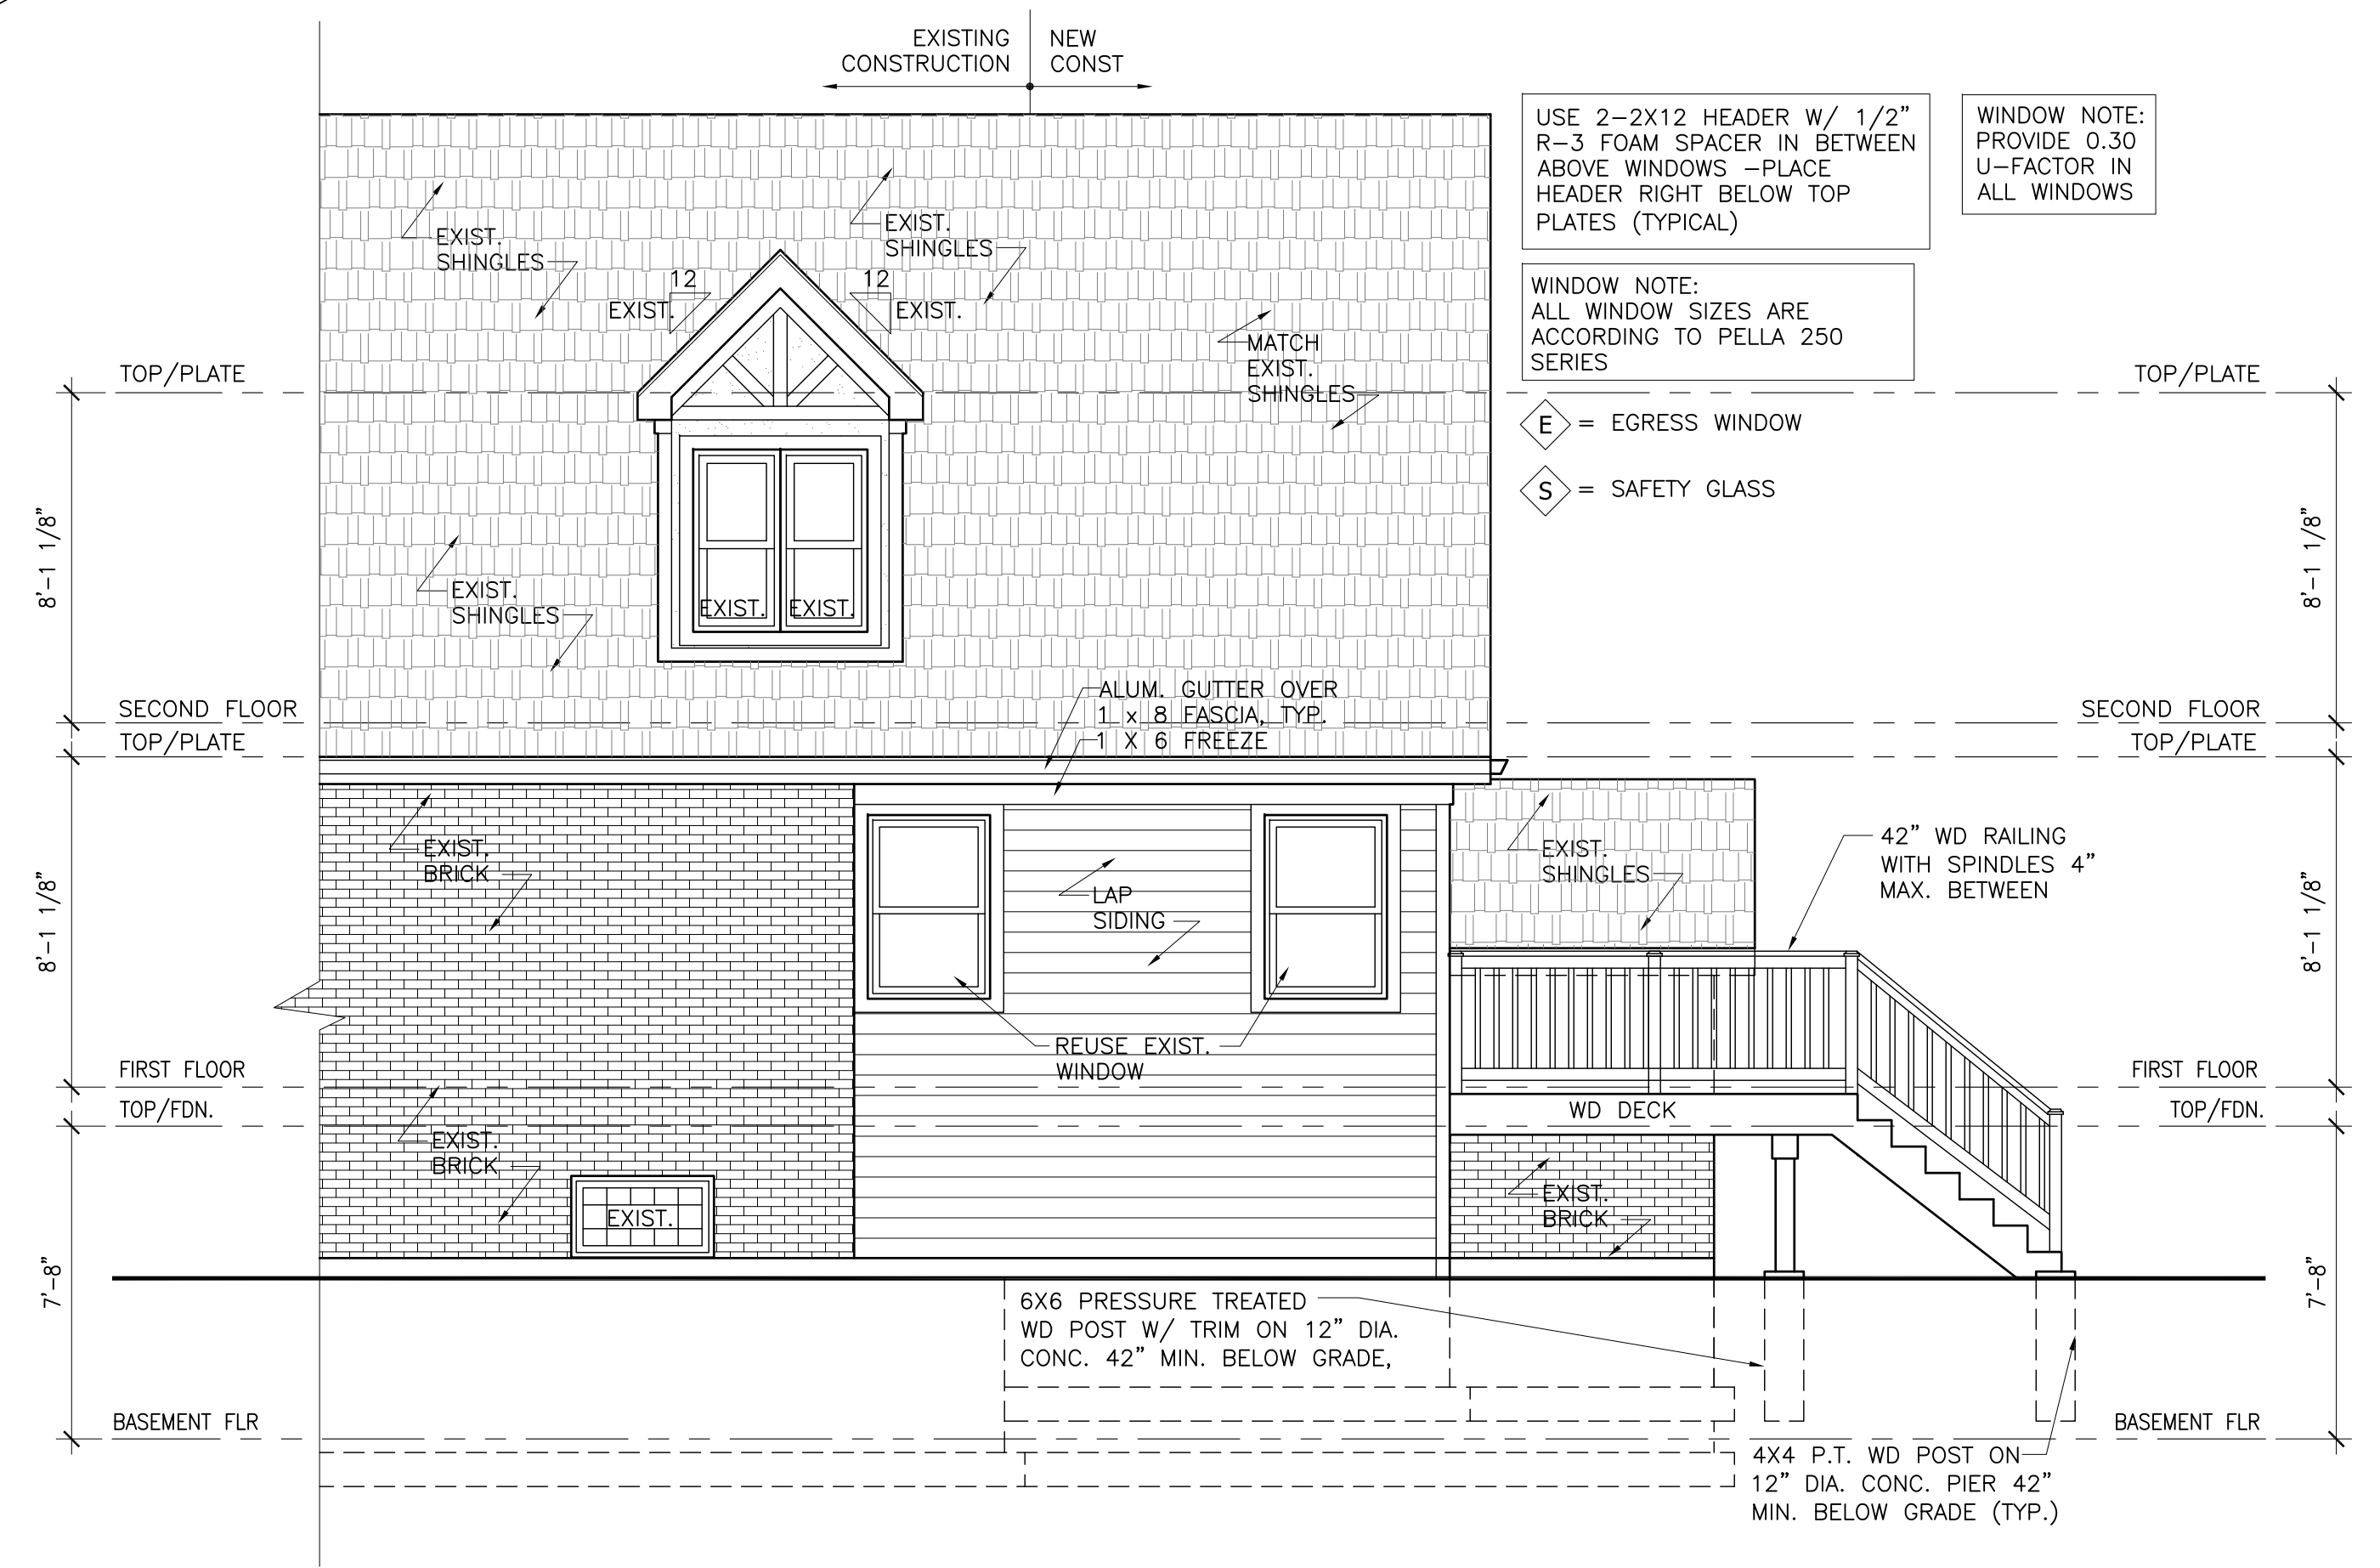 EXISTING
CONSTRUCTION
NEW
CONST
USE 2-2X12 HEADER W/ 1/2"
R-3 FOAM SPACER IN BETWEEN
ABOVE WINDOWS -PLACE
HEADER RIGHT BELOW TOP
PLATES (TYPICAL)
WINDOW NOTE:
PROVIDE 0.30
U-FACTOR IN
ALL WINDOWS
EXIST.
SHINGLES
EXIST.
SHINGLES
12
EXIST.
12
EXIST.
WINDOW NOTE:
ALL WINDOW SIZES ARE
ACCORDING TO PELLA 250
SERIES
MATCH
EXIST.
SHINGLES
TOP/PLATE
TOP/PLATE
E = EGRESS WINDOW
S = SAFETY GLASS
8'-1 1/8"
8'-1 1/8"
EXIST.
SHINGLES
EXIST.
EXIST.
ALUM. GUTTER OVER
1 x 8 FASCIA, TYP.
1 X 6 FREEZE
SECOND FLOOR
TOP/PLATE
SECOND FLOOR
TOP/PLATE
EXIST.
BRICK
LAP
SIDING
EXIST.
SHINGLES
42" WD RAILING
WITH SPINDLES 4"
MAX. BETWEEN
8'-1 1/8"
8'-1 1/8"
REUSE EXIST.
WINDOW
FIRST FLOOR
TOP/FDN.
FIRST FLOOR
TOP/FDN.
WD DECK
EXIST.
BRICK
EXIST.
EXIST.
BRICK
7'-8"
7'-8"
6X6 PRESSURE TREATED
WD POST W/ TRIM ON 12" DIA.
CONC. 42" MIN. BELOW GRADE,
BASEMENT FLR
BASEMENT FLR
4X4 P.T. WD POST ON
12" DIA. CONC. PIER 42"
MIN. BELOW GRADE (TYP.)